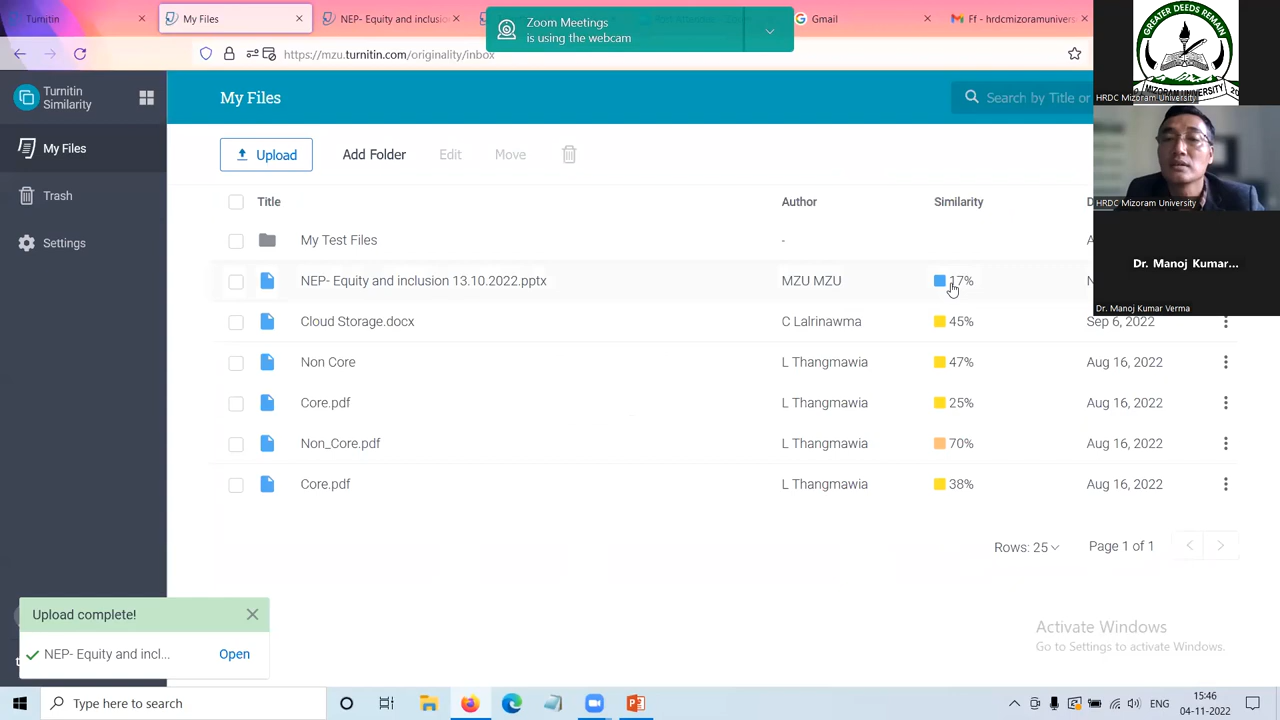 Turnitin
My Files
NEP- Equity and inclusion
Gmail
Ff - hrdcmizoramunivers
Zoom Meetings
is using the webcam
https://mzu.turnitin.com/originality/inbox
Turnitin
Similarity
My Files
Search by Title or
My Files
Trash
Settings
Upload
Add Folder
Edit
Move
Title
Author
Similarity
D
My Test Files
-
A
NEP- Equity and inclusion 13.10.2022.pptx
MZU MZU
17%
N
Cloud Storage.docx
C Lalrinawma
45%
Sep 6, 2022
Non Core
L Thangmawia
47%
Aug 16, 2022
Core.pdf
L Thangmawia
25%
Aug 16, 2022
Non_Core.pdf
L Thangmawia
70%
Aug 16, 2022
Core.pdf
L Thangmawia
38%
Aug 16, 2022
Rows: 25
Page 1 of 1
Upload complete!
NEP- Equity and incl...
Open
Activate Windows
Go to Settings to activate Windows.
GREATER DEEDS REMAIN
MIZORAM UNIVERSITY
HRDC Mizoram University
HRDC Mizoram University
Dr. Manoj Kumar...
Dr. Manoj Kumar Verma
Type here to search
ENG
15:46
04-11-2022